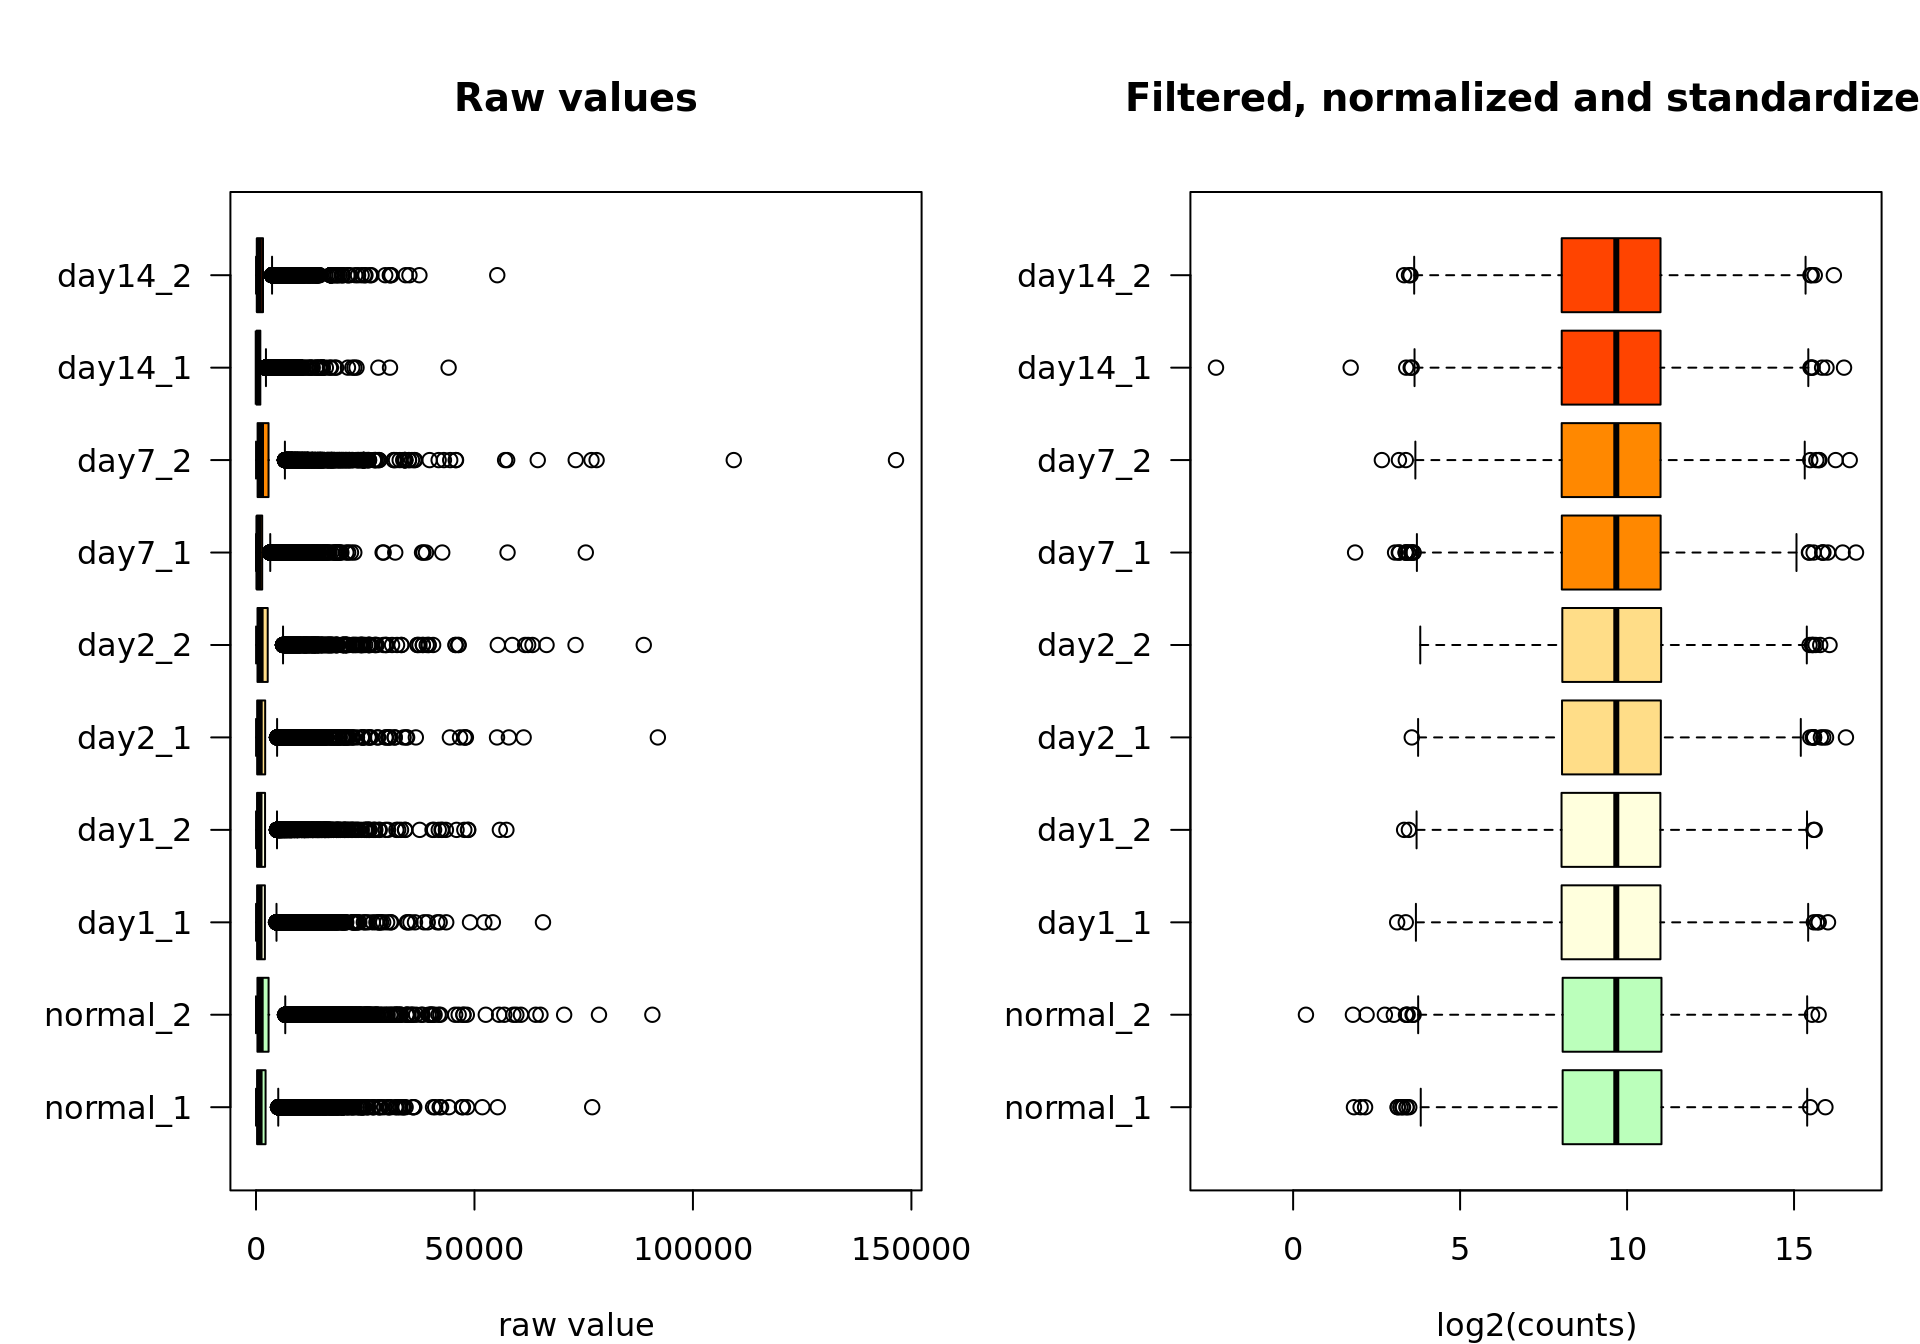 Raw values
day14_2
day14_1
day7_2
day7_1
day2_2
day2_1
day1_2
day1_1
normal_2
normal_1
0 50000 100000 150000
raw value
Filtered, normalized and standardize
day14_2
day14_1
day7_2
day7_1
day2_2
day2_1
day1_2
day1_1
normal_2
normal_1
0 5 10 15
log2(counts)